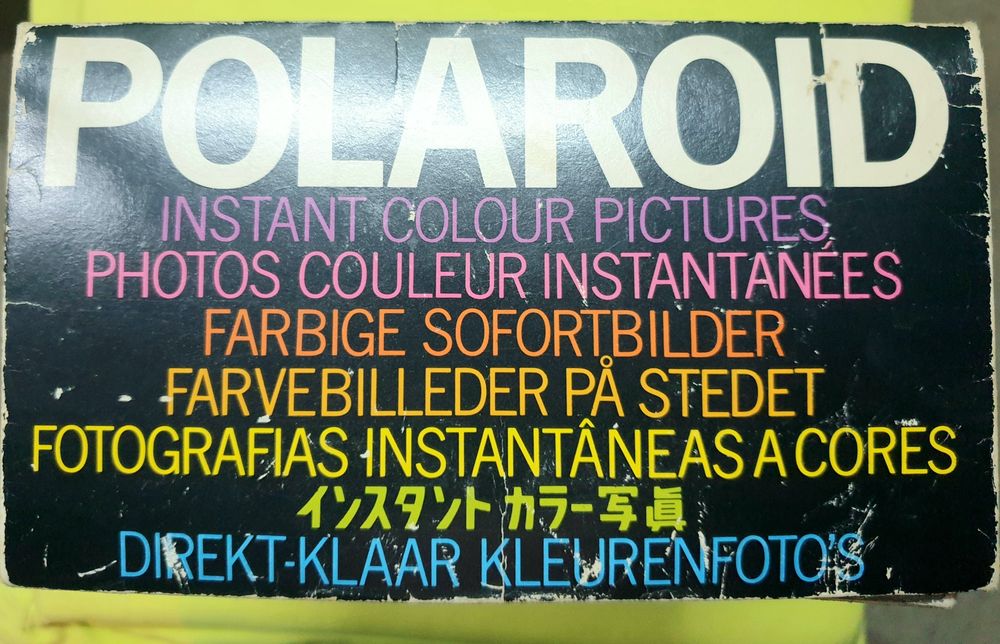 POLAROID
INSTANT COLOUR PICTURES
PHOTOS COULEUR INSTANTANÉES
FARBIGE SOFORTBILDER
FARVEBILLEDER PÅ STEDET
FOTOGRAFIAS INSTANTÂNEAS A CORES
インスタント カラー写眞
DIREKT-KLAAR KLEURENFOTO'S